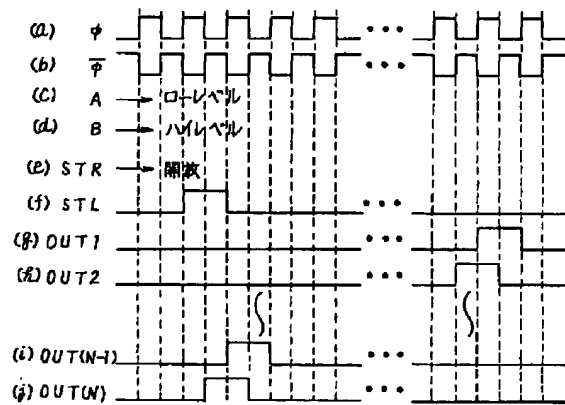 (a) φ
(b) φ̅
(C) A → ローレベル
(d) B → ハイレベル
(e) STR → 開放
(f) STL
(g) OUT1
(h) OUT2
(i) OUT(N-1)
(j) OUT(N)